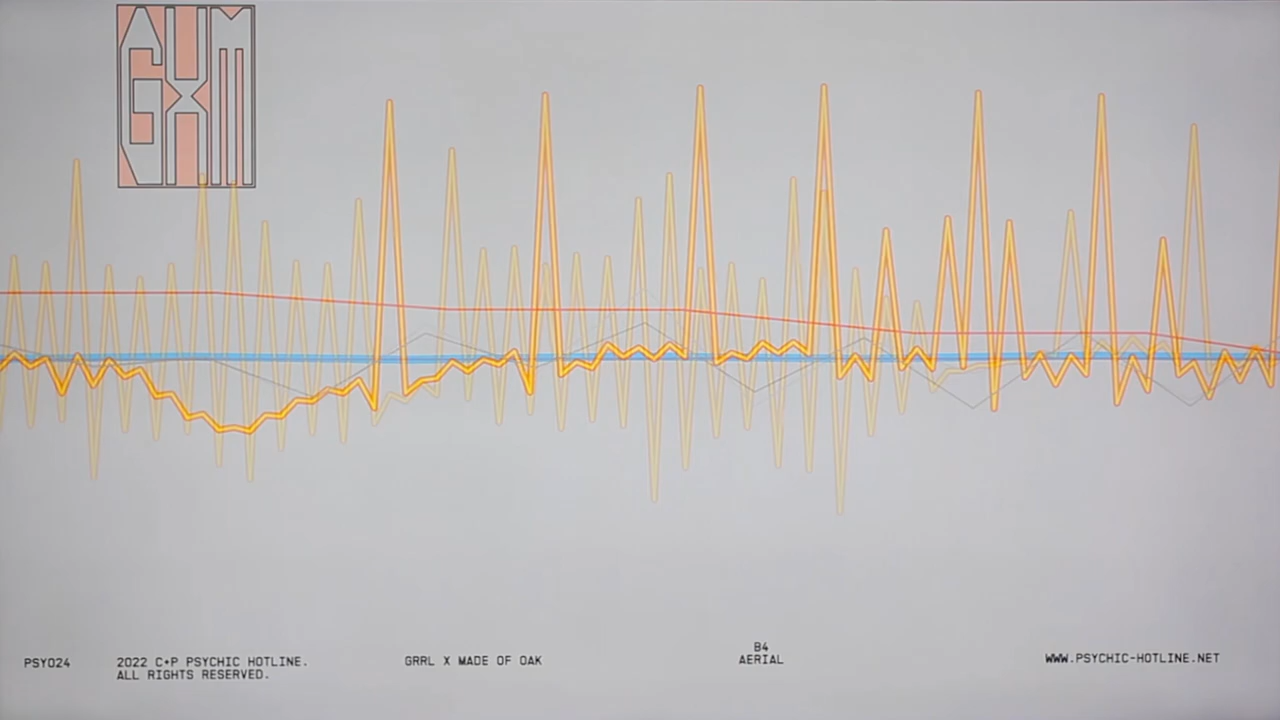 GXM
PSY024
2022 C+P PSYCHIC HOTLINE.
ALL RIGHTS RESERVED.
GRRL X MADE OF OAK
B4
AERIAL
WWW.PSYCHIC-HOTLINE.NET